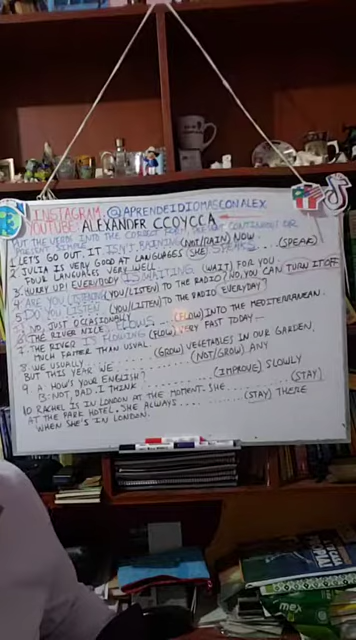 INSTAGRAM @APRENDEIDIOMASCONALEX
YOUTUBE: ALEXANDER CCOYCCA
PUT THE VERB INTO THE CORRECT FORM, PRESENT CONTINUOUS OR
PRESENT SIMPLE
1 LET'S GO OUT. IT ISN'T RAINING (NOT/RAIN) NOW
2 JULIA IS VERY GOOD AT LANGUAGES (SHE) SPEAKS .. (SPEAK)
FOUR LANGUAGES VERY WELL
3 HURRY UP! EVERYBODY IS WAITING (WAIT) FOR YOU
4 ARE YOU LISTENING (YOU/LISTEN) TO THE RADIO? NO, YOU CAN TURN IT OFF
5 DO YOU LISTEN (YOU/LISTEN) TO THE RADIO EVERYDAY?
NO, JUST OCCASIONALLY
6 THE RIVER NILE FLOWS ... (FLOW) INTO THE MEDITERRANEAN.
7 THE RIVER IS FLOWING (FLOW) VERY FAST TODAY-
MUCH FASTER THAN USUAL
8 WE USUALLY .......... (GROW) VEGETABLES IN OUR GARDEN,
BUT THIS YEAR WE ........... (NOT/GROW) ANY
9 A: HOW'S YOUR ENGLISH?
B: NOT BAD. I THINK ............ (IMPROVE) SLOWLY
10 RACHEL IS IN LONDON AT THE MOMENT. SHE ............ (STAY)
AT THE PARK HOTEL. SHE ALWAYS ............ (STAY) THERE
WHEN SHE'S IN LONDON.